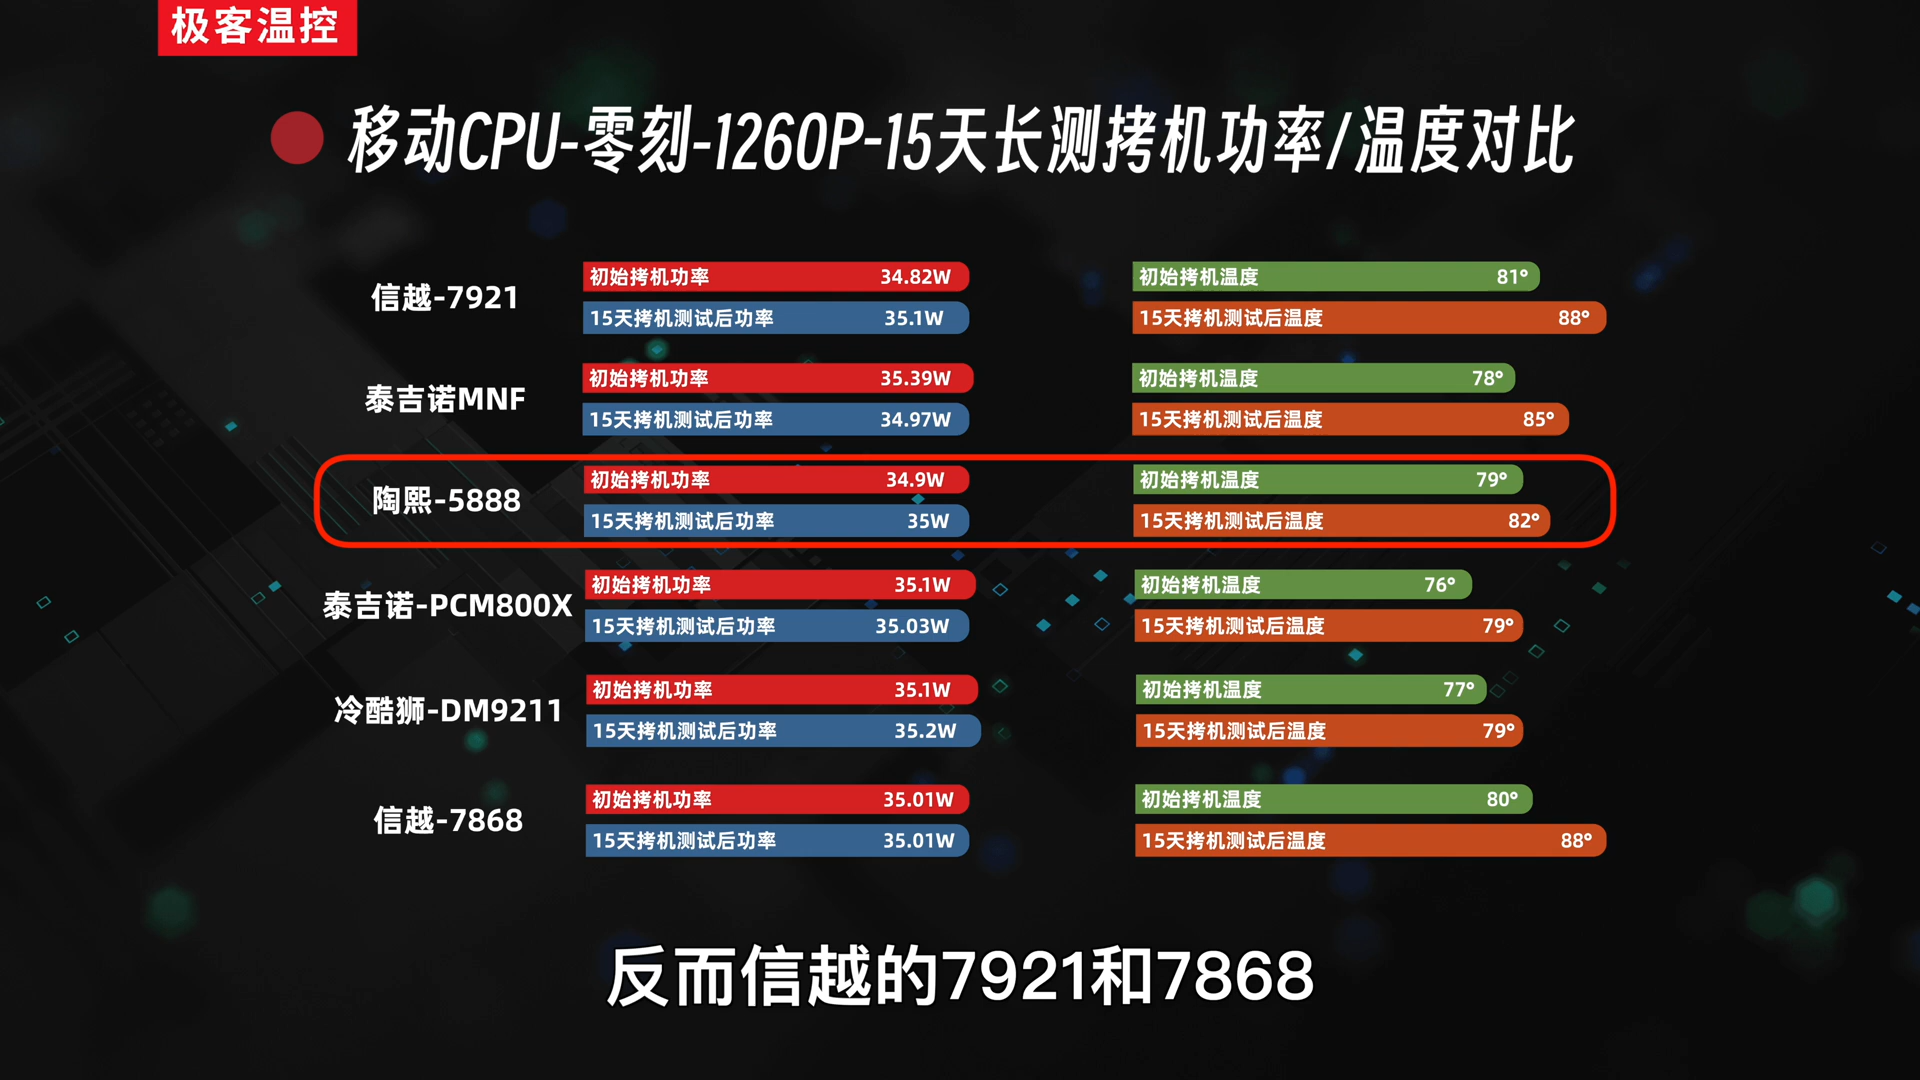 极客温控
移动CPU-零刻-1260P-15天长测拷机功率/温度对比
信越-7921
初始拷机功率 34.82W
15天拷机测试后功率 35.1W
初始拷机温度 81°
15天拷机测试后温度 88°
泰吉诺MNF
初始拷机功率 35.39W
15天拷机测试后功率 34.97W
初始拷机温度 78°
15天拷机测试后温度 85°
陶熙-5888
初始拷机功率 34.9W
15天拷机测试后功率 35W
初始拷机温度 79°
15天拷机测试后温度 82°
泰吉诺-PCM800X
初始拷机功率 35.1W
15天拷机测试后功率 35.03W
初始拷机温度 76°
15天拷机测试后温度 79°
冷酷狮-DM9211
初始拷机功率 35.1W
15天拷机测试后功率 35.2W
初始拷机温度 77°
15天拷机测试后温度 79°
信越-7868
初始拷机功率 35.01W
15天拷机测试后功率 35.01W
初始拷机温度 80°
15天拷机测试后温度 88°
反而信越的7921和7868